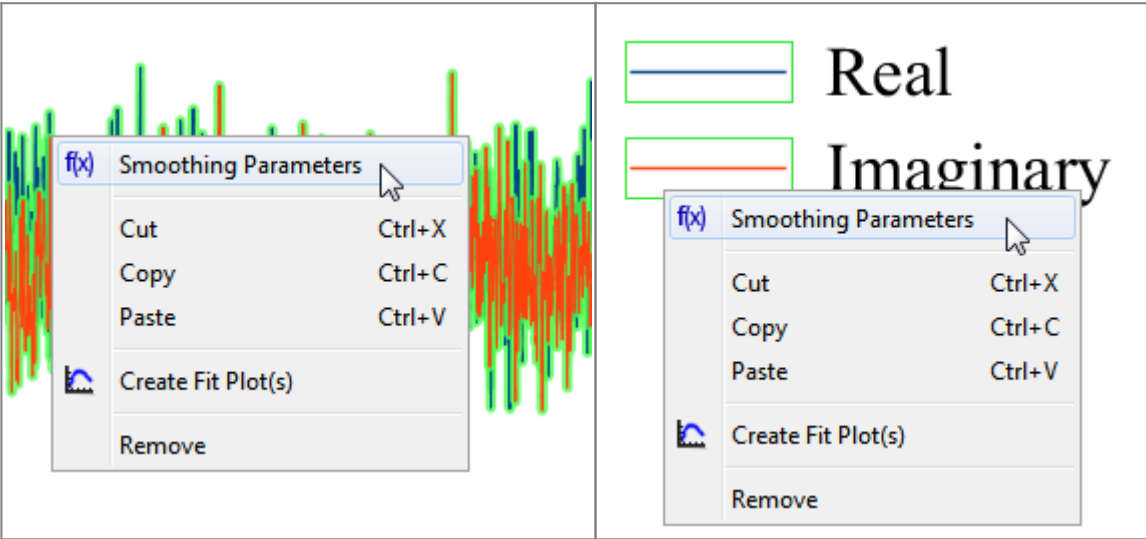 f(x) Smoothing Parameters
Cut Ctrl+X
Copy Ctrl+C
Paste Ctrl+V
Create Fit Plot(s)
Remove
Real
Imaginary
f(x) Smoothing Parameters
Cut Ctrl+X
Copy Ctrl+C
Paste Ctrl+V
Create Fit Plot(s)
Remove